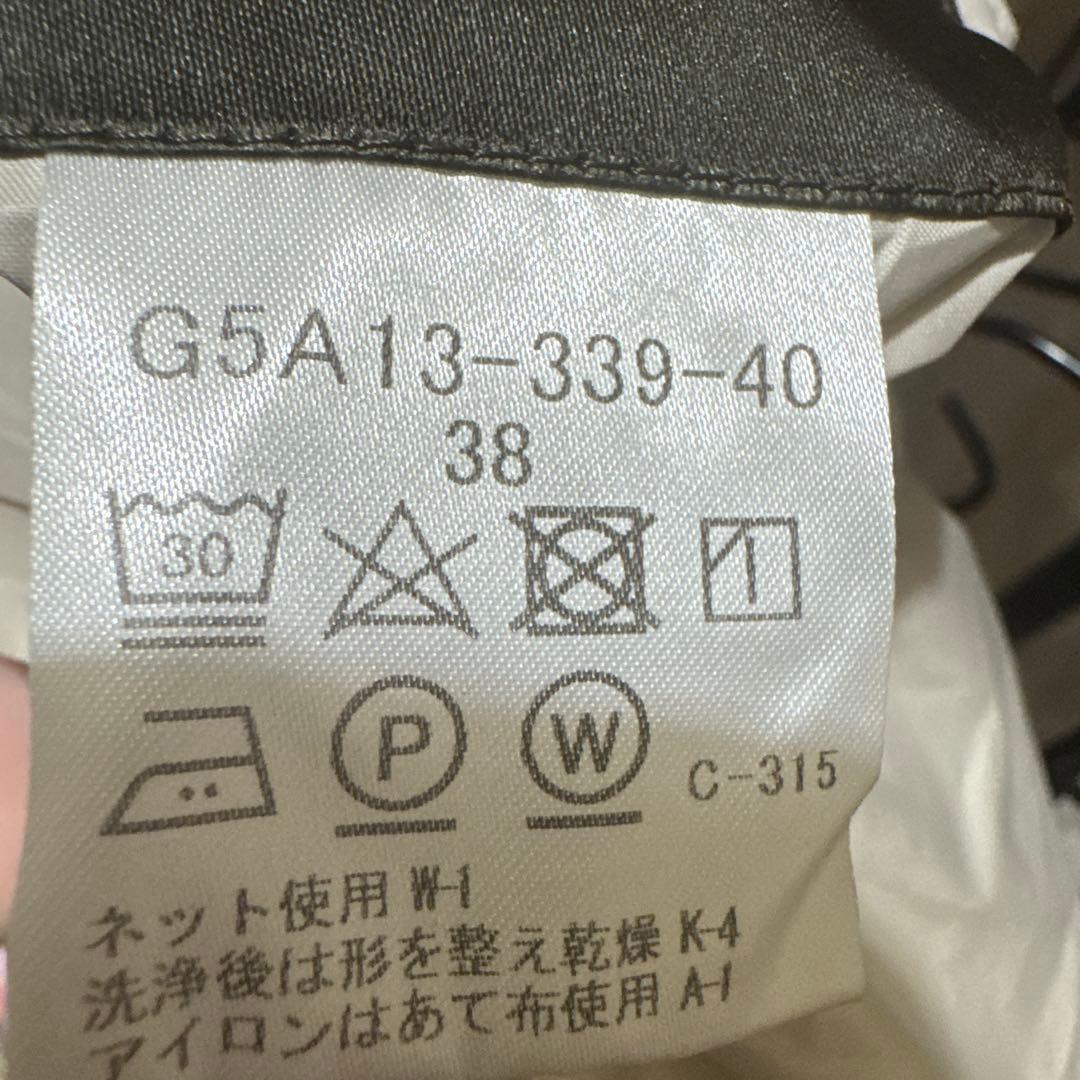 G5A13-339-40
38
30
P W C-315
ネット使用 W-1
洗浄後は形を整え乾燥 K-4
アイロンはあて布使用 A-1